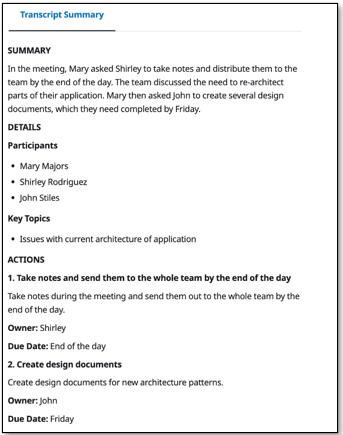 Transcript Summary
SUMMARY
In the meeting, Mary asked Shirley to take notes and distribute them to the
team by the end of the day. The team discussed the need to re-architect
parts of their application. Mary then asked John to create several design
documents, which they need completed by Friday.
DETAILS
Participants
• Mary Majors
• Shirley Rodriguez
• John Stiles
Key Topics
• Issues with current architecture of application
ACTIONS
1. Take notes and send them to the whole team by the end of the day
Take notes during the meeting and send them out to the whole team by the
end of the day.
Owner: Shirley
Due Date: End of the day
2. Create design documents
Create design documents for new architecture patterns.
Owner: John
Due Date: Friday